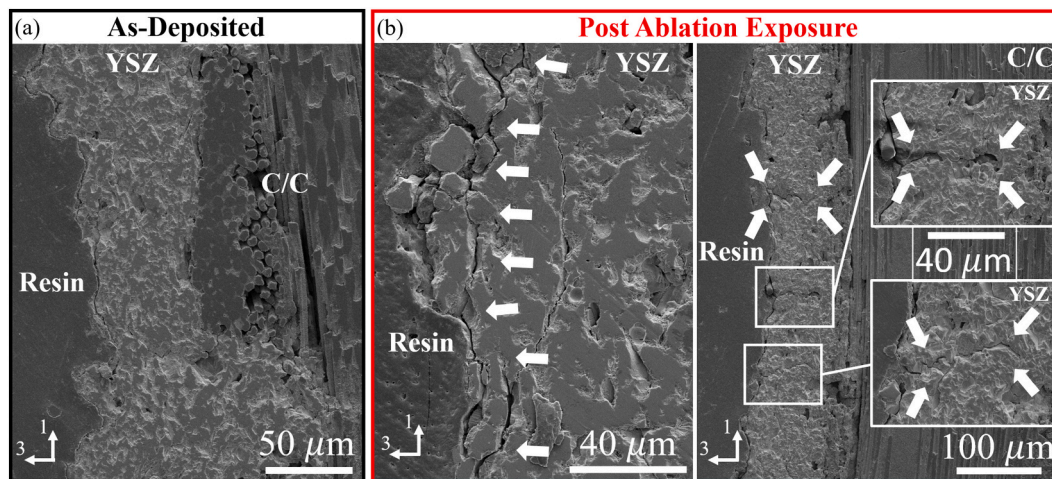 (a) As-Deposited
YSZ
C/C
Resin
1
3
50 μm
(b) Post Ablation Exposure
YSZ
Resin
1
3
40 μm
YSZ
C/C
YSZ
Resin
40 μm
YSZ
1
3
100 μm